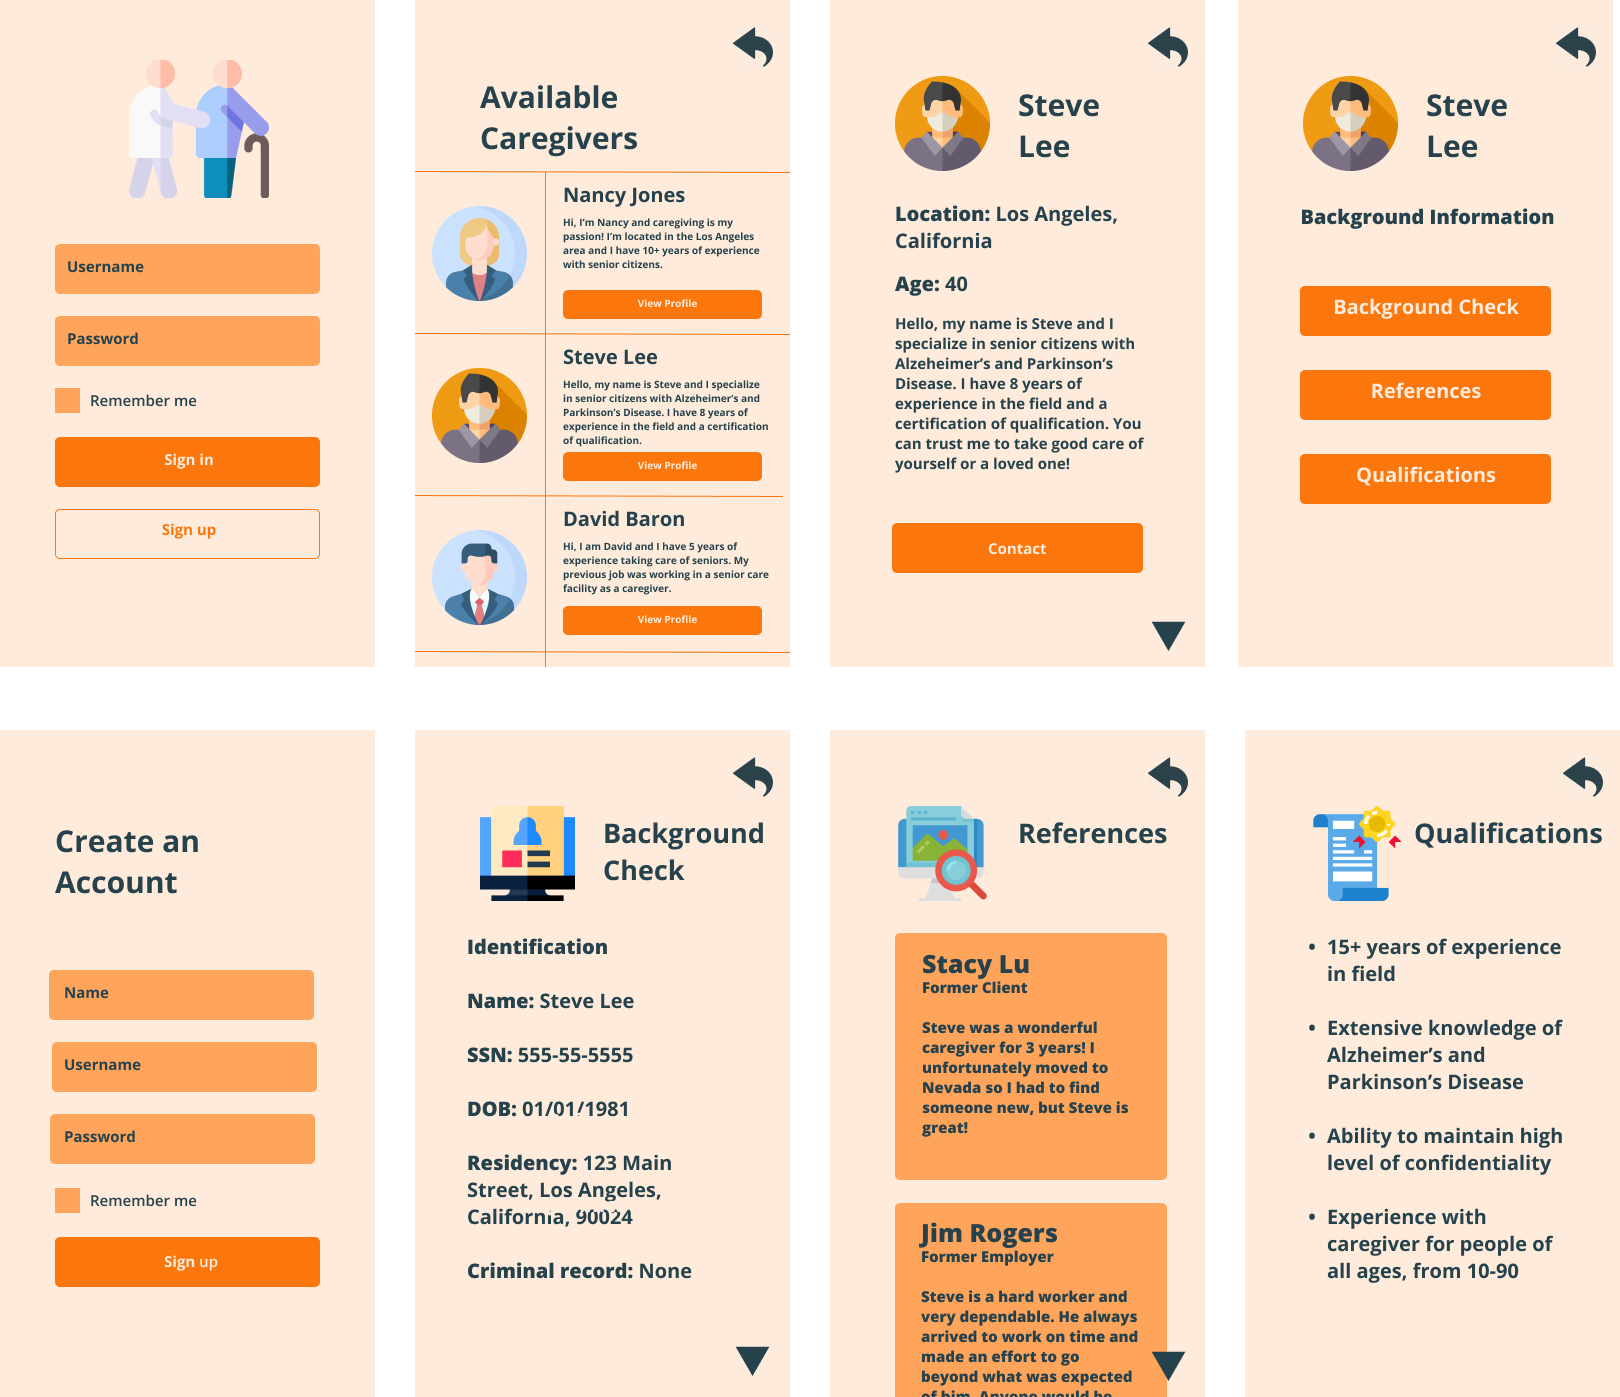 Username
Password
Remember me
Sign in
Sign up
Available
Caregivers
Nancy Jones
Hi, I'm Nancy and caregiving is my
passion! I'm located in the Los Angeles
area and I have 10+ years of experience
with senior citizens.
View Profile
Steve Lee
Hello, my name is Steve and I specialize
in senior citizens with Alzeheimer's and
Parkinson's Disease. I have 8 years of
experience in the field and a certification
of qualification.
View Profile
David Baron
Hi, I am David and I have 5 years of
experience taking care of seniors. My
previous job was working in a senior care
facility as a caregiver.
View Profile
Steve
Lee
Location: Los Angeles,
California
Age: 40
Hello, my name is Steve and I
specialize in senior citizens with
Alzeheimer's and Parkinson's
Disease. I have 8 years of
experience in the field and a
certification of qualification. You
can trust me to take good care of
yourself or a loved one!
Contact
Steve
Lee
Background Information
Background Check
References
Qualifications
Create an
Account
Name
Username
Password
Remember me
Sign up
Background
Check
Identification
Name: Steve Lee
SSN: 555-55-5555
DOB: 01/01/1981
Residency: 123 Main
Street, Los Angeles,
California, 90024
Criminal record: None
References
Stacy Lu
Former Client
Steve was a wonderful
caregiver for 3 years! I
unfortunately moved to
Nevada so I had to find
someone new, but Steve is
great!
Jim Rogers
Former Employer
Steve is a hard worker and
very dependable. He always
arrived to work on time and
made an effort to go
beyond what was expected
of him. Anyone would be
Qualifications
• 15+ years of experience
in field
• Extensive knowledge of
Alzheimer's and
Parkinson's Disease
• Ability to maintain high
level of confidentiality
• Experience with
caregiver for people of
all ages, from 10-90